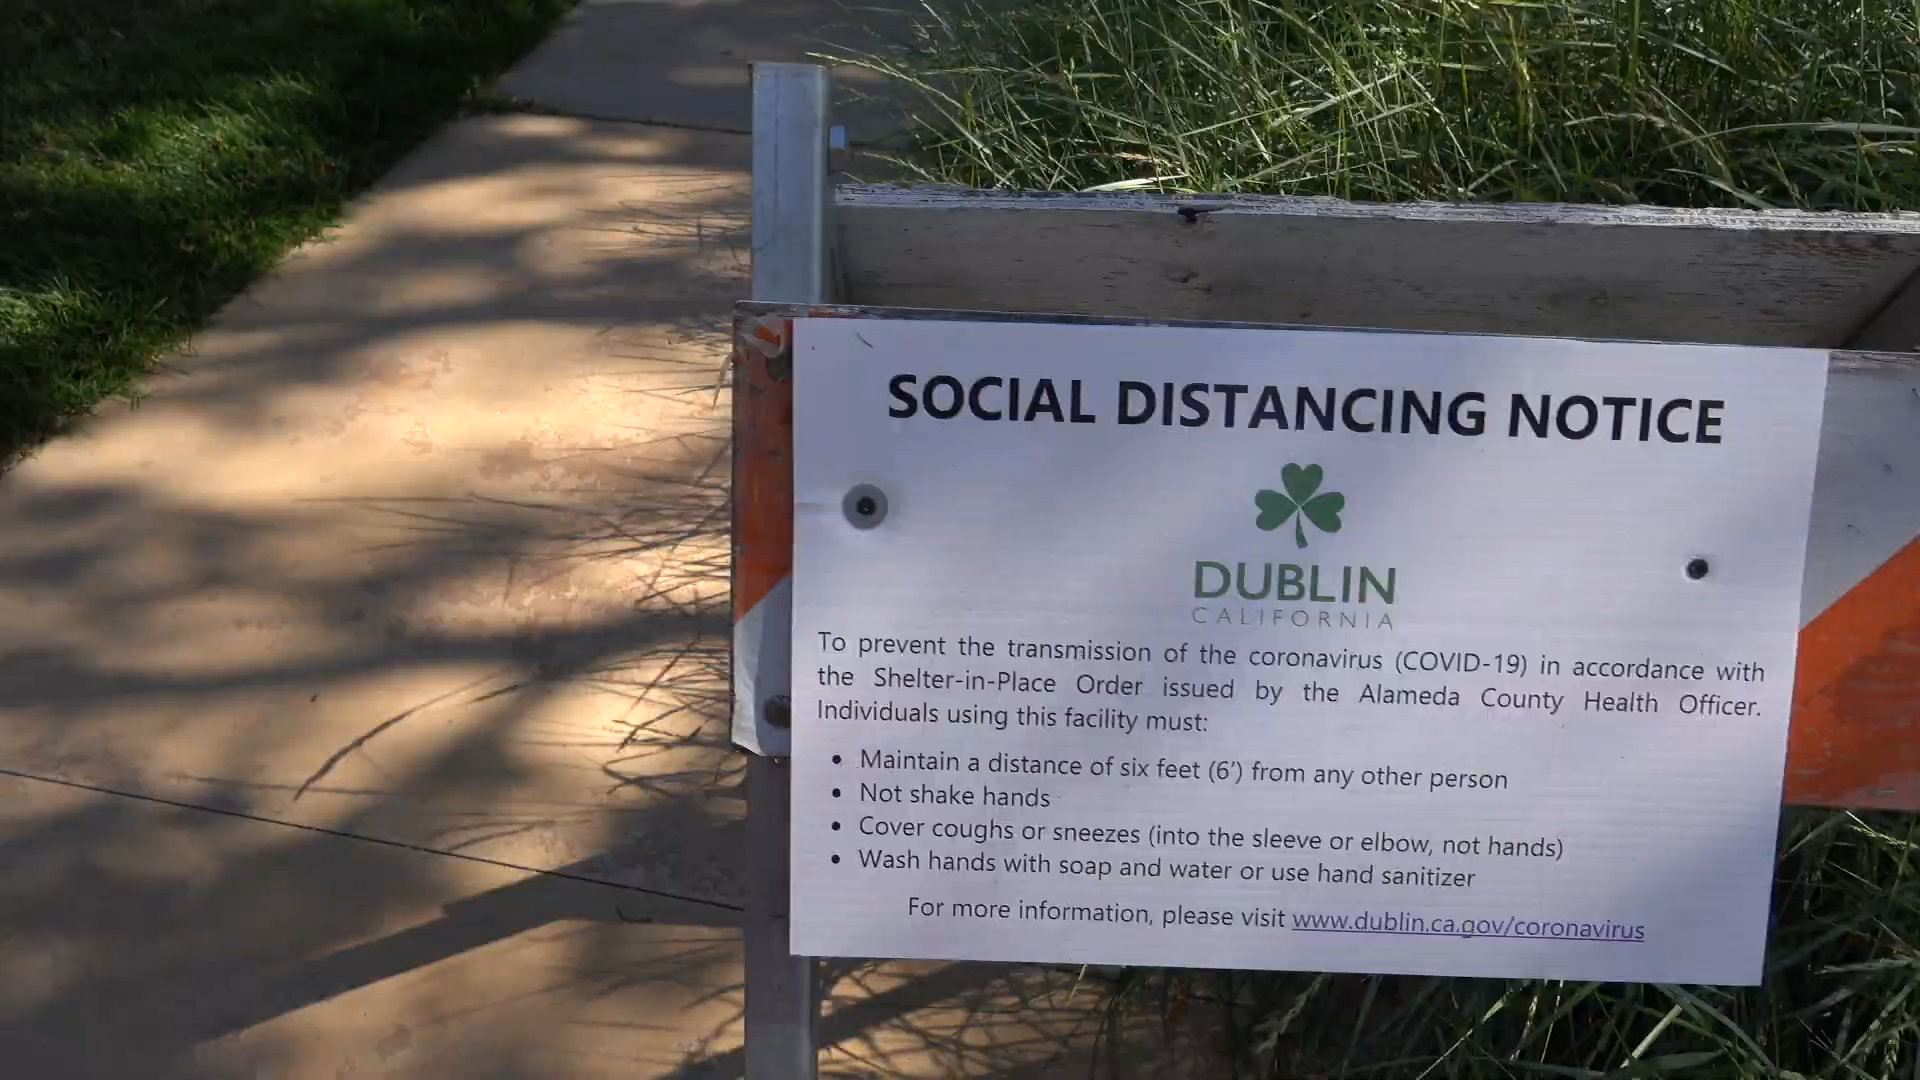 SOCIAL DISTANCING NOTICE
DUBLIN
CALIFORNIA
To prevent the transmission of the coronavirus (COVID-19) in accordance with
the Shelter-in-Place Order issued by the Alameda County Health Officer.
Individuals using this facility must:
• Maintain a distance of six feet (6') from any other person
• Not shake hands
• Cover coughs or sneezes (into the sleeve or elbow, not hands)
• Wash hands with soap and water or use hand sanitizer
For more information, please visit www.dublin.ca.gov/coronavirus